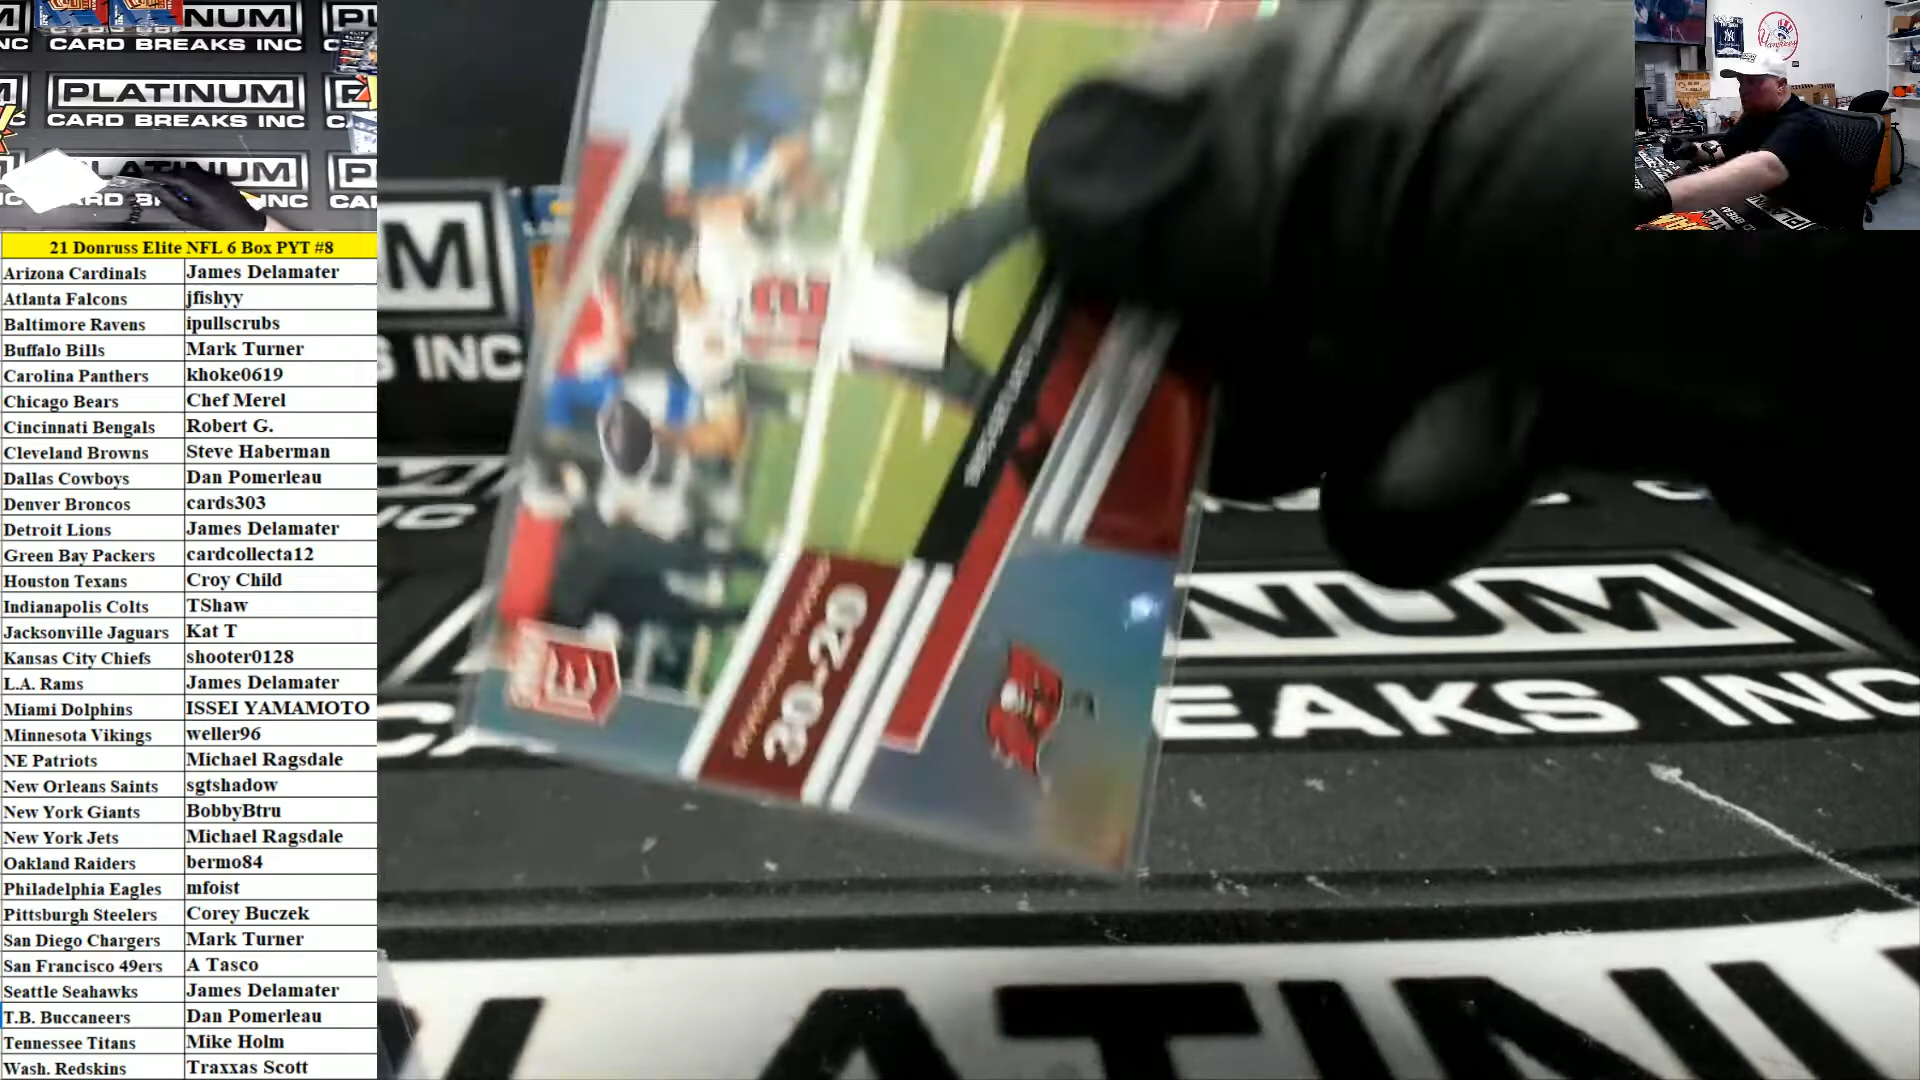 PLATINUM
CARD BREAKS INC
PLATINUM
CARD BREAKS INC
21 Donruss Elite NFL 6 Box PYT #8
Arizona Cardinals James Delamater
Atlanta Falcons jfishyy
Baltimore Ravens ipullscrubs
Buffalo Bills Mark Turner
Carolina Panthers khoke0619
Chicago Bears Chef Merel
Cincinnati Bengals Robert G.
Cleveland Browns Steve Haberman
Dallas Cowboys Dan Pomerleau
Denver Broncos cards303
Detroit Lions James Delamater
Green Bay Packers cardcollecta12
Houston Texans Croy Child
Indianapolis Colts TShaw
Jacksonville Jaguars Kat T
Kansas City Chiefs shooter0128
L.A. Rams James Delamater
Miami Dolphins ISSEI YAMAMOTO
Minnesota Vikings weller96
NE Patriots Michael Ragsdale
New Orleans Saints sgtshadow
New York Giants BobbyBtru
New York Jets Michael Ragsdale
Oakland Raiders bermo84
Philadelphia Eagles mfoist
Pittsburgh Steelers Corey Buczek
San Diego Chargers Mark Turner
San Francisco 49ers A Tasco
Seattle Seahawks James Delamater
T.B. Buccaneers Dan Pomerleau
Tennessee Titans Mike Holm
Wash. Redskins Traxxas Scott
30-20
E
12
Yankees
M
S INC
NUM
EAKS INC
LATINU